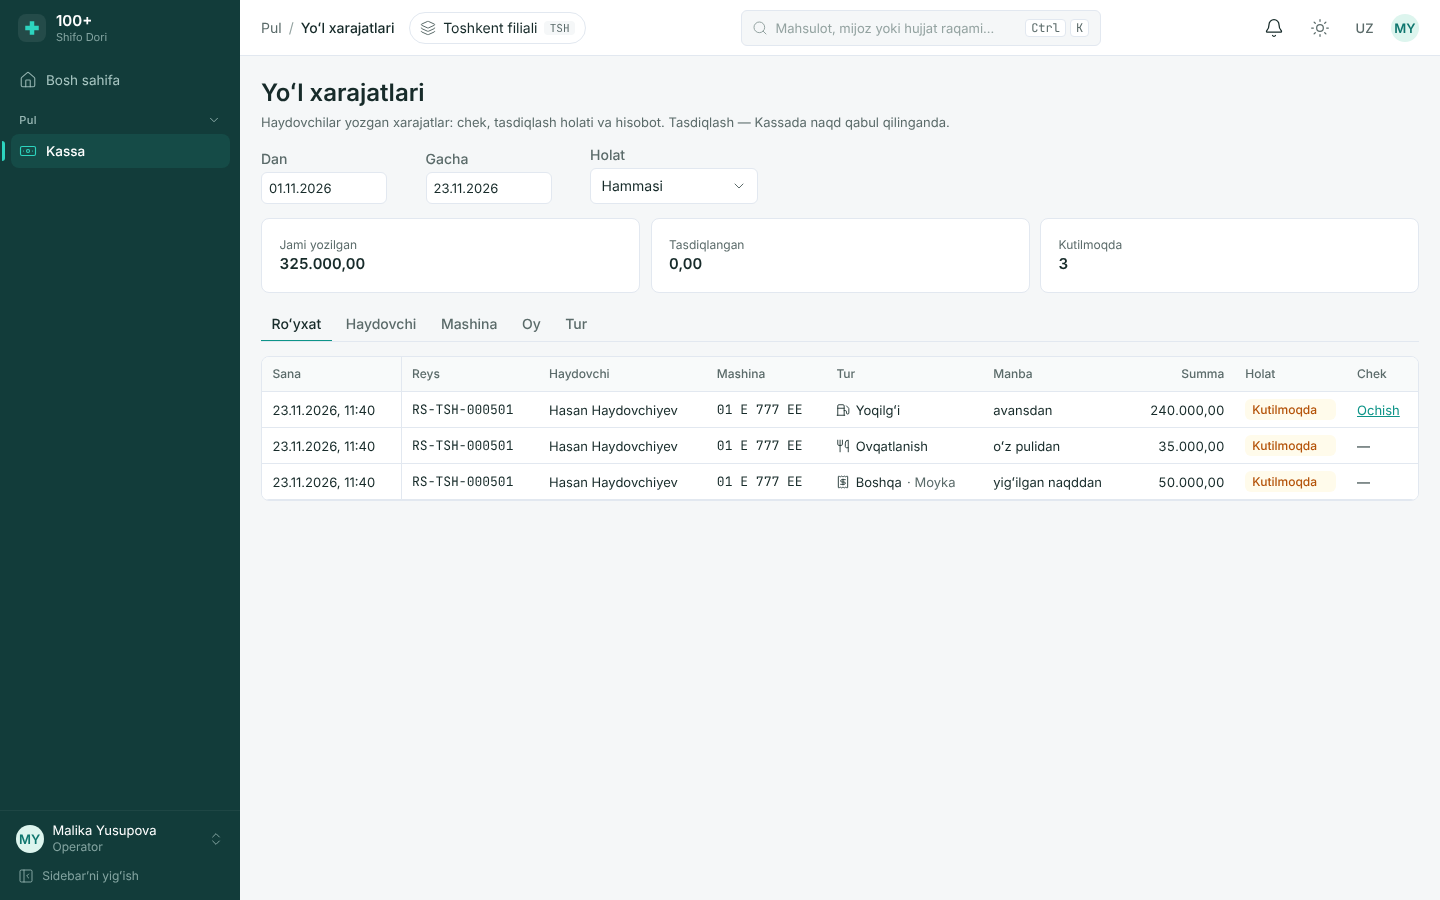 100+
Shifo Dori
Bosh sahifa
Pul
Kassa
Malika Yusupova
MY
Operator
Sidebar‘ni yig‘ish
Pul / Yo‘l xarajatlari
Toshkent filiali TSH
Mahsulot, mijoz yoki hujjat raqami... Ctrl K
UZ MY
Yo‘l xarajatlari
Haydovchilar yozgan xarajatlar: chek, tasdiqlash holati va hisobot. Tasdiqlash — Kassada naqd qabul qilinganda.
Dan Gacha Holat
01.11.2026 23.11.2026 Hammasi
Jami yozilgan Tasdiqlangan Kutilmoqda
325.000,00 0,00 3
Ro‘yxat Haydovchi Mashina Oy Tur
Sana Reys Haydovchi Mashina Tur Manba Summa Holat Chek
23.11.2026, 11:40 RS-TSH-000501 Hasan Haydovchiyev 01 E 777 EE Yoqilg‘i avansdan 240.000,00 Kutilmoqda Ochish
23.11.2026, 11:40 RS-TSH-000501 Hasan Haydovchiyev 01 E 777 EE Ovqatlanish o‘z pulidan 35.000,00 Kutilmoqda —
23.11.2026, 11:40 RS-TSH-000501 Hasan Haydovchiyev 01 E 777 EE Boshqa · Moyka yig‘ilgan naqddan 50.000,00 Kutilmoqda —